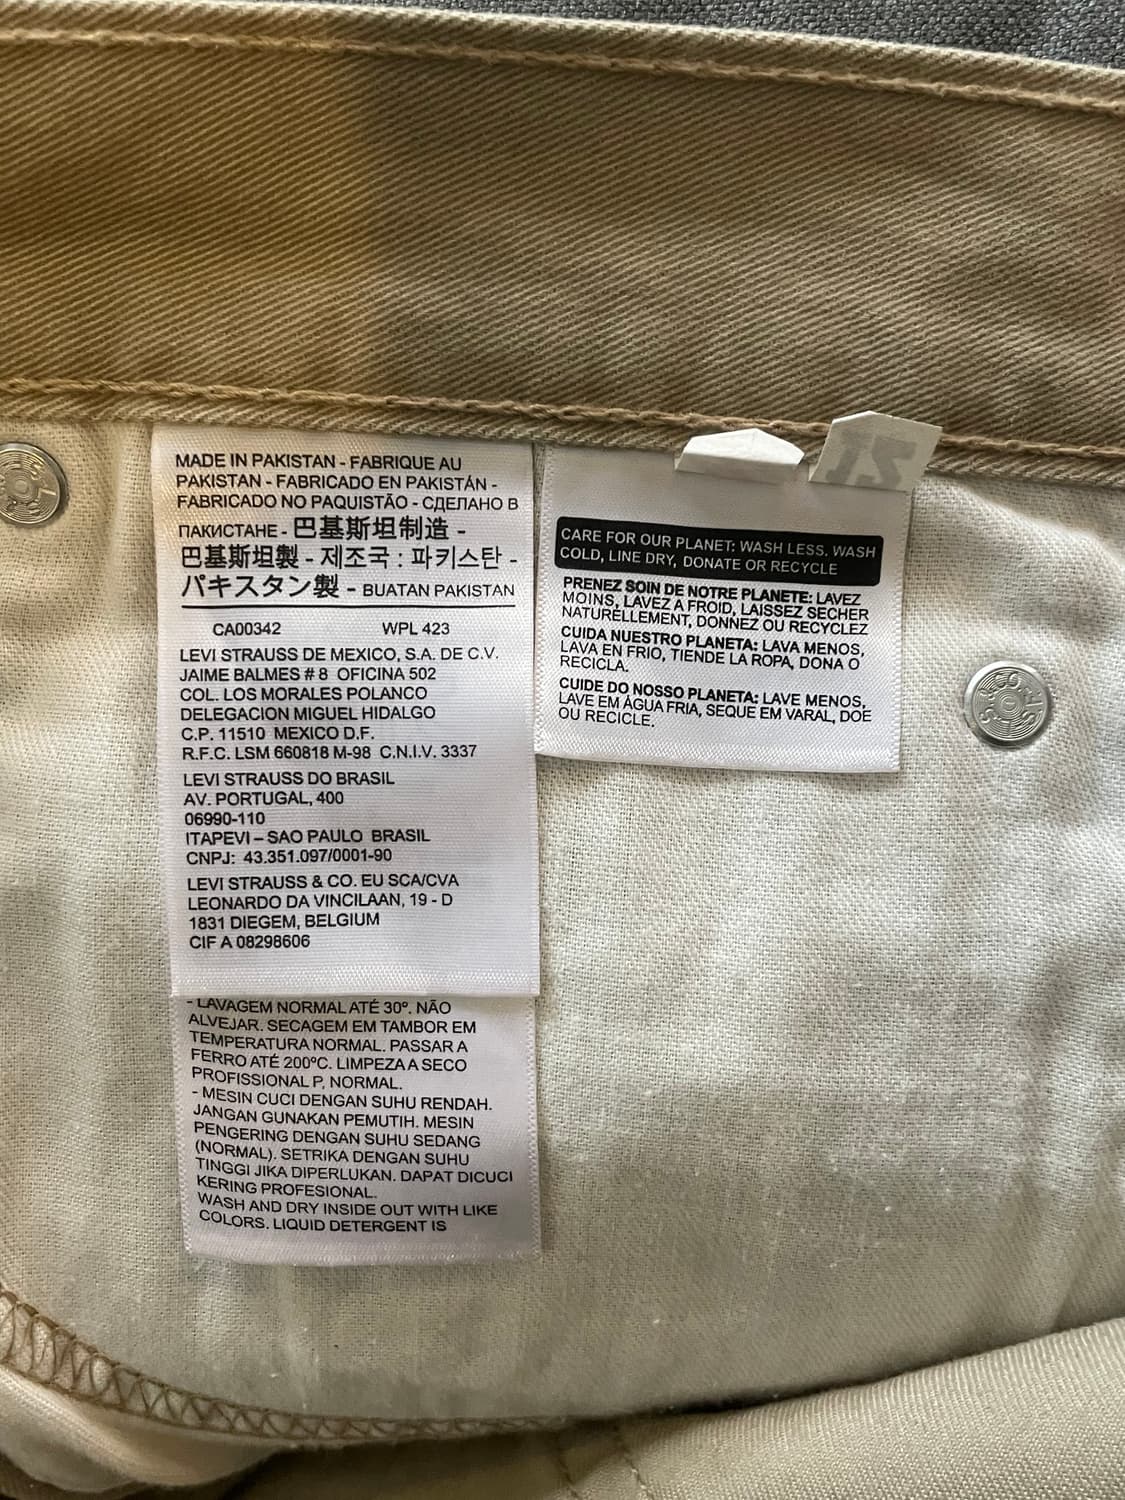 MADE IN PAKISTAN - FABRIQUE AU
PAKISTAN - FABRICADO EN PAKISTÁN -
FABRICADO NO PAQUISTÃO - СДЕЛАНО В
ПАКИСТАНЕ - 巴基斯坦制造 -
巴基斯坦製 - 제조국 : 파키스탄 -
パキスタン製 - BUATAN PAKISTAN
CA00342 WPL 423
LEVI STRAUSS DE MEXICO, S.A. DE C.V.
JAIME BALMES # 8 OFICINA 502
COL. LOS MORALES POLANCO
DELEGACION MIGUEL HIDALGO
C.P. 11510 MEXICO D.F.
R.F.C. LSM 660818 M-98 C.N.I.V. 3337
LEVI STRAUSS DO BRASIL
AV. PORTUGAL, 400
06990-110
ITAPEVI – SAO PAULO BRASIL
CNPJ: 43.351.097/0001-90
LEVI STRAUSS & CO. EU SCA/CVA
LEONARDO DA VINCILAAN, 19 - D
1831 DIEGEM, BELGIUM
CIF A 08298606
- LAVAGEM NORMAL ATÉ 30º. NÃO
ALVEJAR. SECAGEM EM TAMBOR EM
TEMPERATURA NORMAL. PASSAR A
FERRO ATÉ 200ºC. LIMPEZA A SECO
PROFISSIONAL P, NORMAL.
- MESIN CUCI DENGAN SUHU RENDAH.
JANGAN GUNAKAN PEMUTIH. MESIN
PENGERING DENGAN SUHU SEDANG
(NORMAL). SETRIKA DENGAN SUHU
TINGGI JIKA DIPERLUKAN. DAPAT DICUCI
KERING PROFESIONAL.
WASH AND DRY INSIDE OUT WITH LIKE
COLORS. LIQUID DETERGENT IS
CARE FOR OUR PLANET: WASH LESS. WASH
COLD, LINE DRY, DONATE OR RECYCLE
PRENEZ SOIN DE NOTRE PLANETE: LAVEZ
MOINS, LAVEZ A FROID, LAISSEZ SECHER
NATURELLEMENT, DONNEZ OU RECYCLEZ
CUIDA NUESTRO PLANETA: LAVA MENOS,
LAVA EN FRIO, TIENDE LA ROPA, DONA O
RECICLA.
CUIDE DO NOSSO PLANETA: LAVE MENOS,
LAVE EM ÁGUA FRIA, SEQUE EM VARAL, DOE
OU RECICLE.